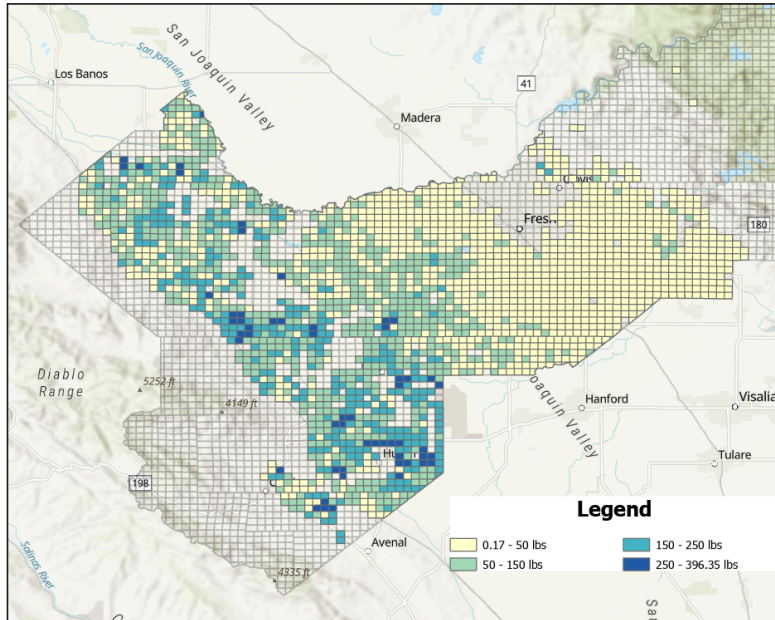 San Joaquin Valley
San Joaquin River
Los Banos
41
Madera
Clovis
Fres..
180
Diablo
Range
5252 ft
4149 ft
Joaquin Valley
Hanford
Visalia
Tulare
198
Hu
C
Avenal
Salinas River
4335 ft
Legend
0.17 - 50 lbs
150 - 250 lbs
50 - 150 lbs
250 - 396.35 lbs